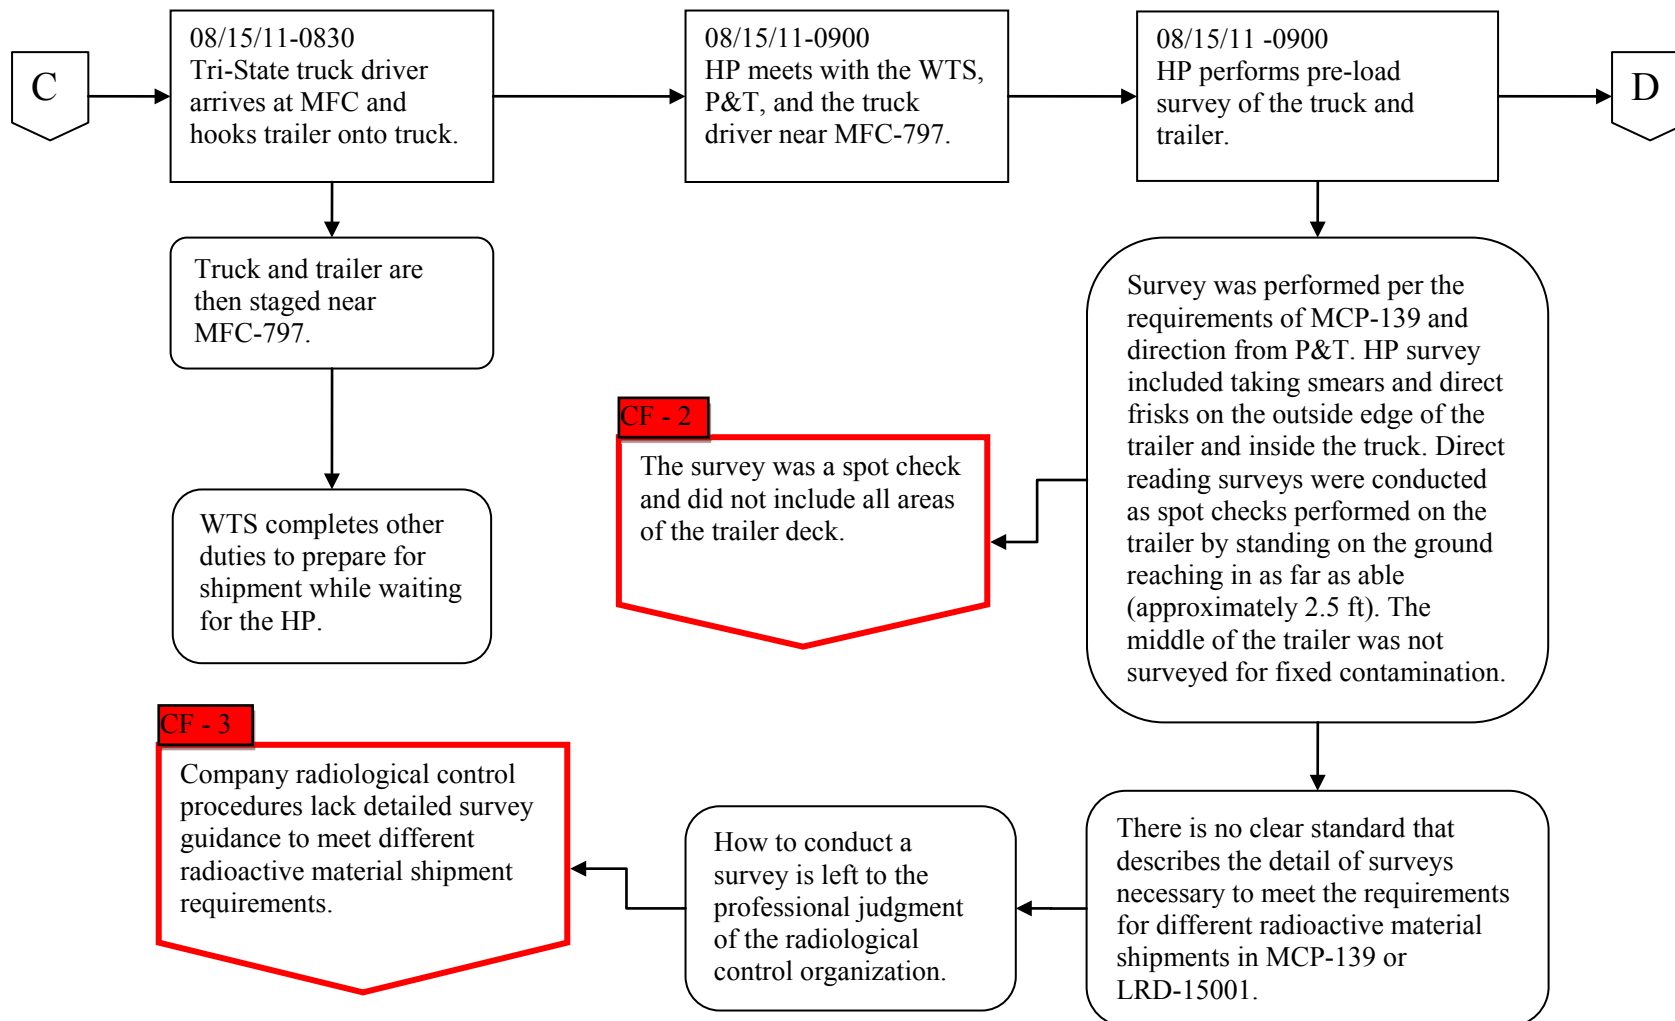 C
08/15/11-0830
Tri-State truck driver
arrives at MFC and
hooks trailer onto truck.
08/15/11-0900
HP meets with the WTS,
P&T, and the truck
driver near MFC-797.
08/15/11 -0900
HP performs pre-load
survey of the truck and
trailer.
D
Truck and trailer are
then staged near
MFC-797.
WTS completes other
duties to prepare for
shipment while waiting
for the HP.
Survey was performed per the
requirements of MCP-139 and
direction from P&T. HP survey
included taking smears and direct
frisks on the outside edge of the
trailer and inside the truck. Direct
reading surveys were conducted
as spot checks performed on the
trailer by standing on the ground
reaching in as far as able
(approximately 2.5 ft). The
middle of the trailer was not
surveyed for fixed contamination.
CF - 2
The survey was a spot check
and did not include all areas
of the trailer deck.
There is no clear standard that
describes the detail of surveys
necessary to meet the requirements
for different radioactive material
shipments in MCP-139 or
LRD-15001.
How to conduct a
survey is left to the
professional judgment
of the radiological
control organization.
CF - 3
Company radiological control
procedures lack detailed survey
guidance to meet different
radioactive material shipment
requirements.